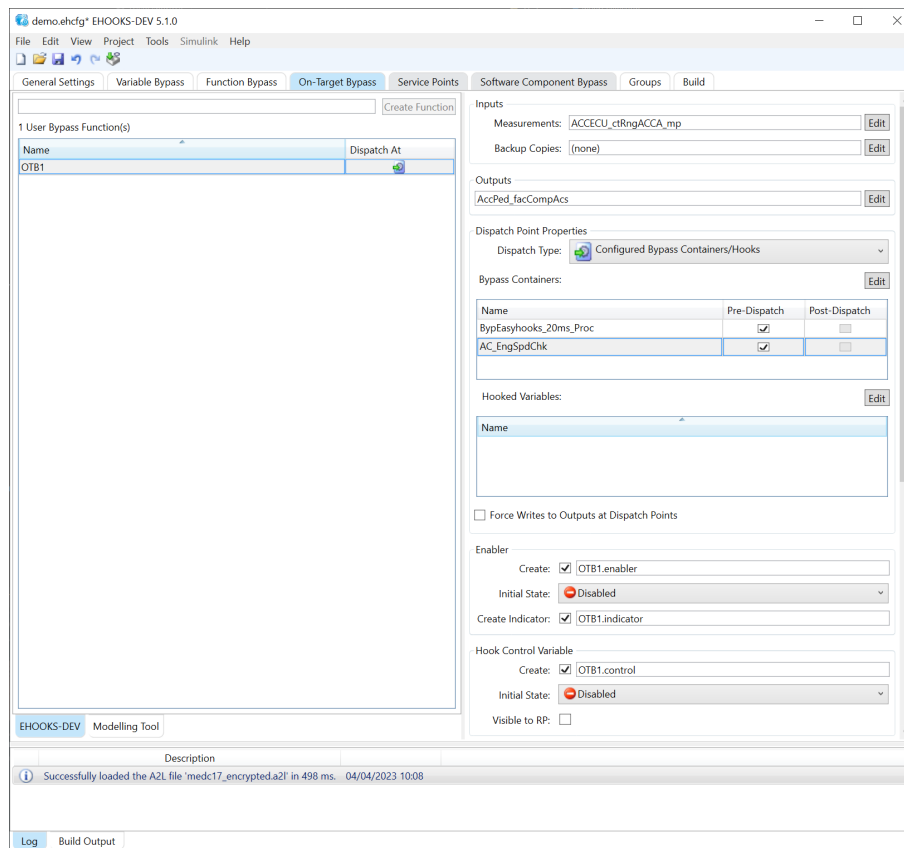 demo.ehcfg* EHOOKS-DEV 5.1.0
File Edit View Project Tools Simulink Help
General Settings Variable Bypass Function Bypass On-Target Bypass Service Points Software Component Bypass Groups Build
Create Function
1 User Bypass Function(s)
Name Dispatch At
OTB1
EHOOKS-DEV Modelling Tool
Inputs
Measurements: ACCECU_ctRngACCA_mp Edit
Backup Copies: (none) Edit
Outputs
AccPed_facCompAcs Edit
Dispatch Point Properties
Dispatch Type: Configured Bypass Containers/Hooks
Bypass Containers: Edit
Name Pre-Dispatch Post-Dispatch
BypEasyhooks_20ms_Proc
AC_EngSpdChk
Hooked Variables: Edit
Name
Force Writes to Outputs at Dispatch Points
Enabler
Create: OTB1.enabler
Initial State: Disabled
Create Indicator: OTB1.indicator
Hook Control Variable
Create: OTB1.control
Initial State: Disabled
Visible to RP:
Description
Successfully loaded the A2L file 'medc17_encrypted.a2l' in 498 ms. 04/04/2023 10:08
Log Build Output